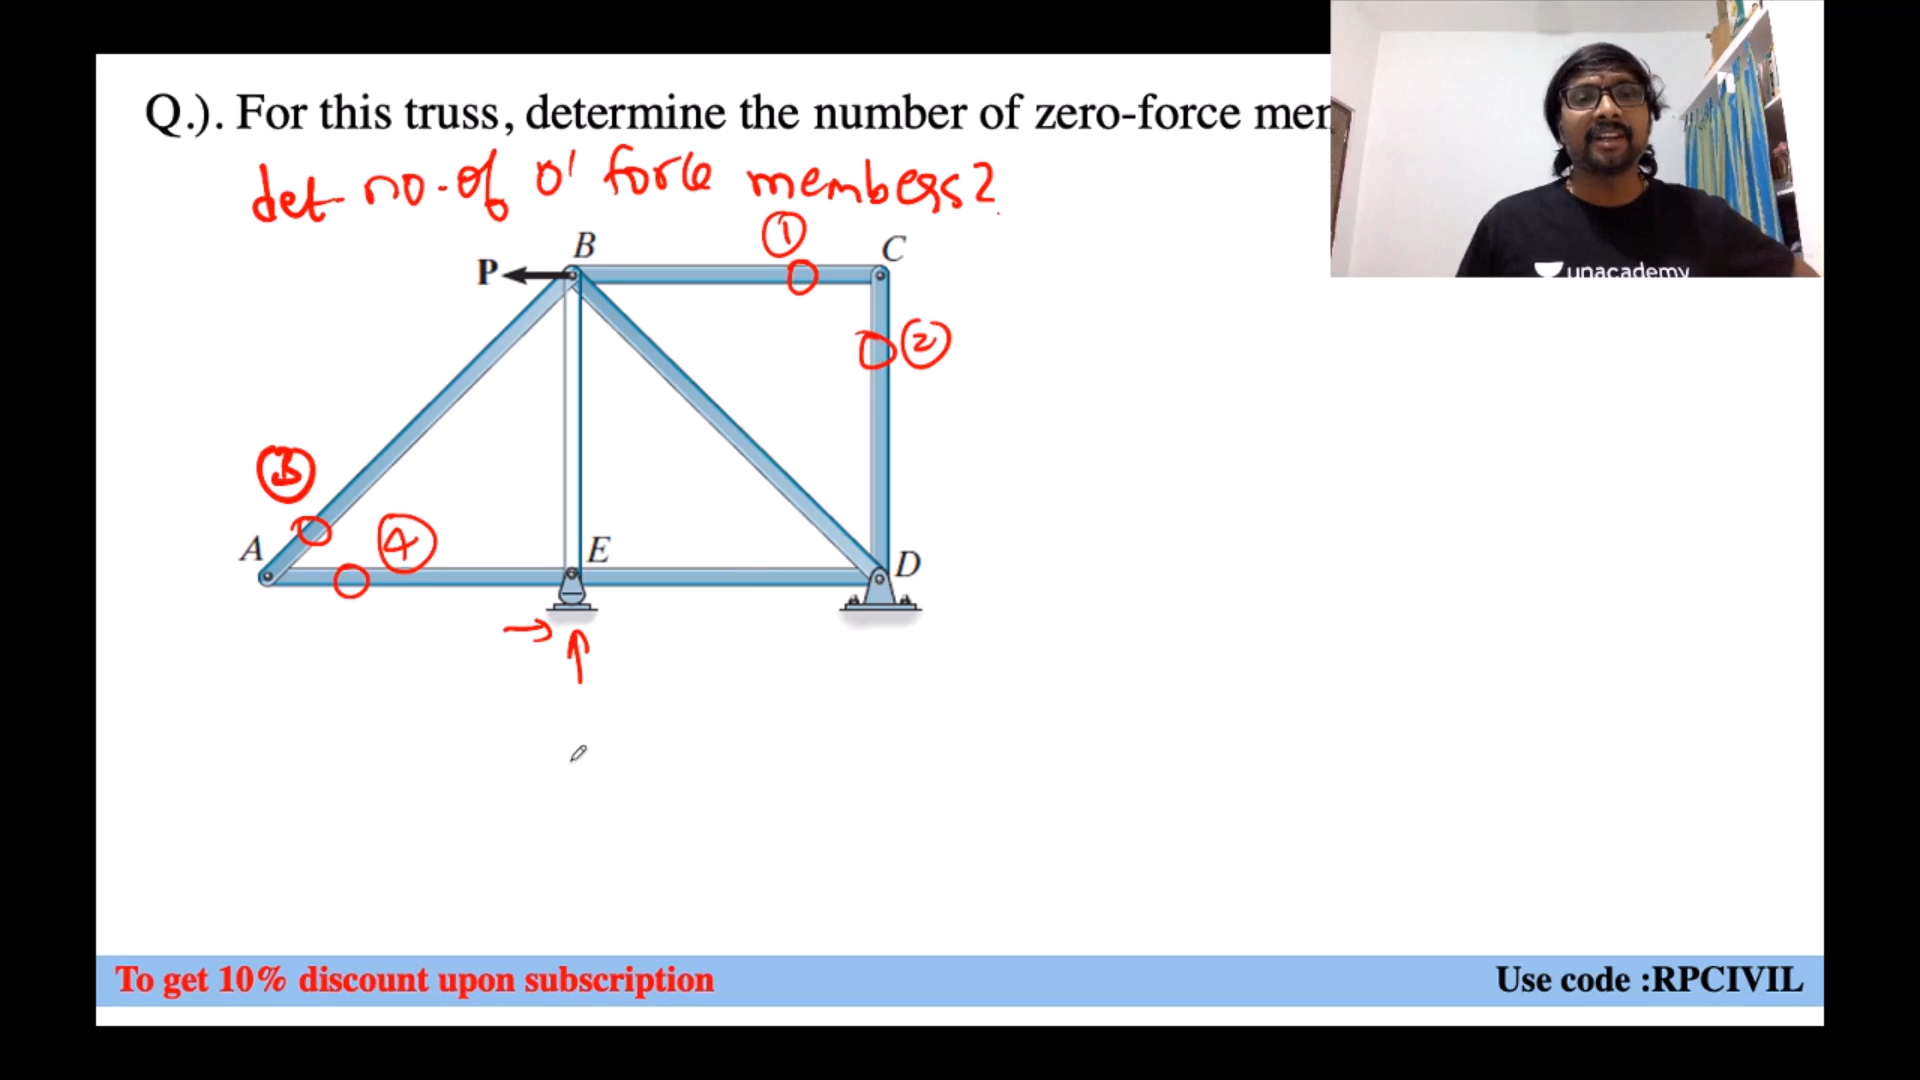 Q.). For this truss, determine the number of zero-force mer
det no. of 0' force members?
unacademy
B
①
C
P
②
③
④
A
E
D
To get 10% discount upon subscription
Use code :RPCIVIL